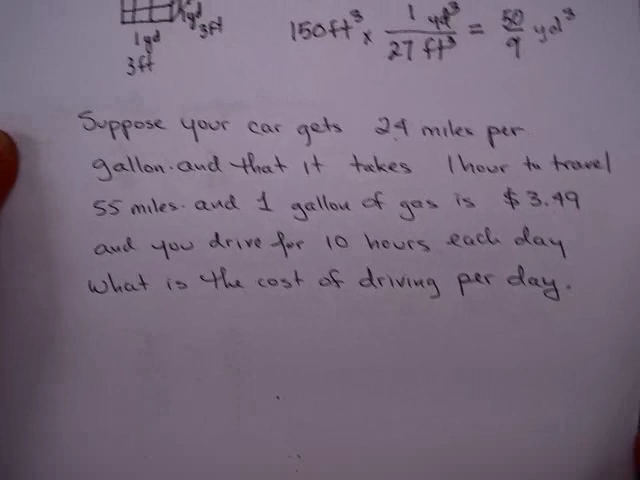 1yd 3ft
1yd
3ft
150ft³ × 1 yd³ / 27 ft³ = 50/9 yd³
Suppose your car gets 24 miles per
gallon. and that it takes 1 hour to travel
55 miles. and 1 gallon of gas is $3.49
and you drive for 10 hours each day
what is the cost of driving per day.